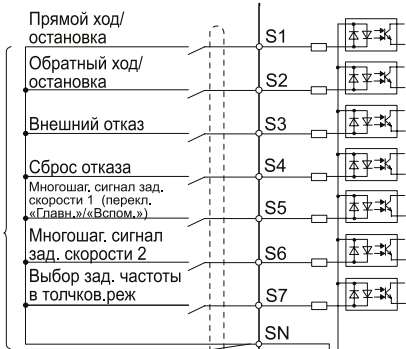 Прямой ход/
остановка
S1
Обратный ход/
остановка
S2
Внешний отказ
S3
Сброс отказа
S4
Многошаг. сигнал зад.
скорости 1 (перекл.
«Главн.»/«Вспом.»)
S5
Многошаг. сигнал
зад. скорости 2
S6
Выбор зад. частоты
в толчков.реж
S7
SN